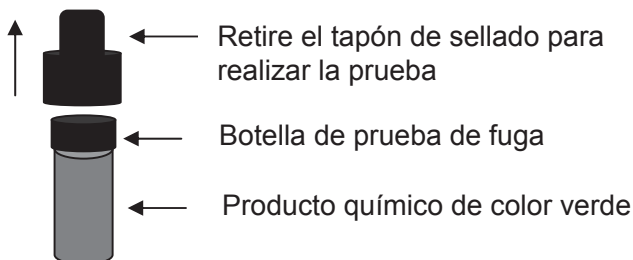 Retire el tapón de sellado para
realizar la prueba
Botella de prueba de fuga
Producto químico de color verde